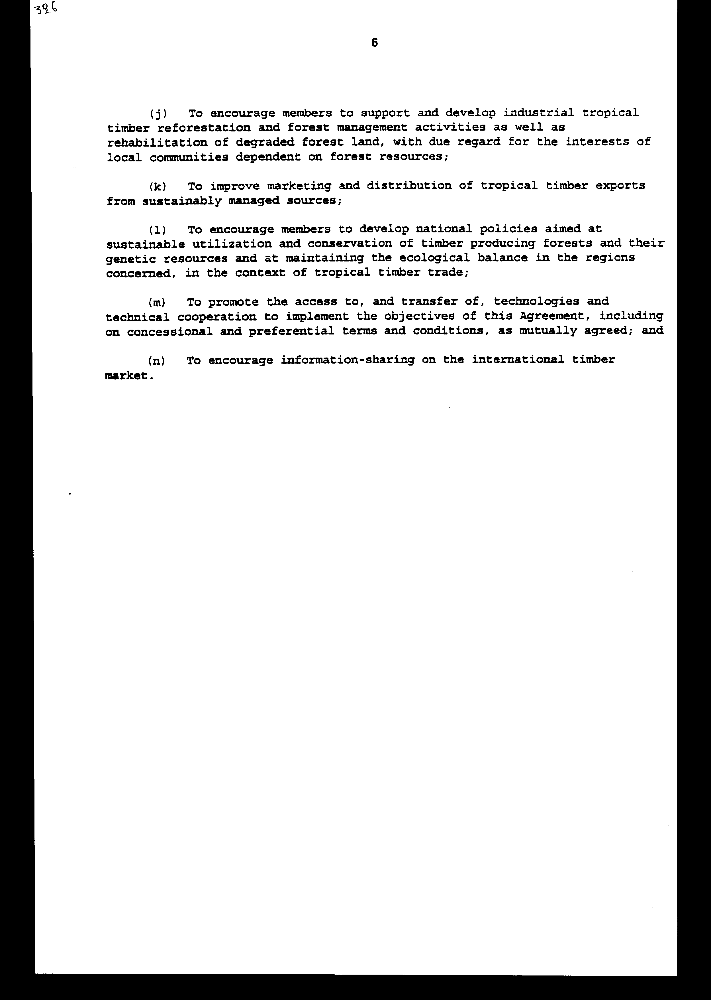 326
6
(j) To encourage members to support and develop industrial tropical
timber reforestation and forest management activities as well as
rehabilitation of degraded forest land, with due regard for the interests of
local communities dependent on forest resources;
(k) To improve marketing and distribution of tropical timber exports
from sustainably managed sources;
(l) To encourage members to develop national policies aimed at
sustainable utilization and conservation of timber producing forests and their
genetic resources and at maintaining the ecological balance in the regions
concerned, in the context of tropical timber trade;
(m) To promote the access to, and transfer of, technologies and
technical cooperation to implement the objectives of this Agreement, including
on concessional and preferential terms and conditions, as mutually agreed; and
(n) To encourage information-sharing on the international timber
market.